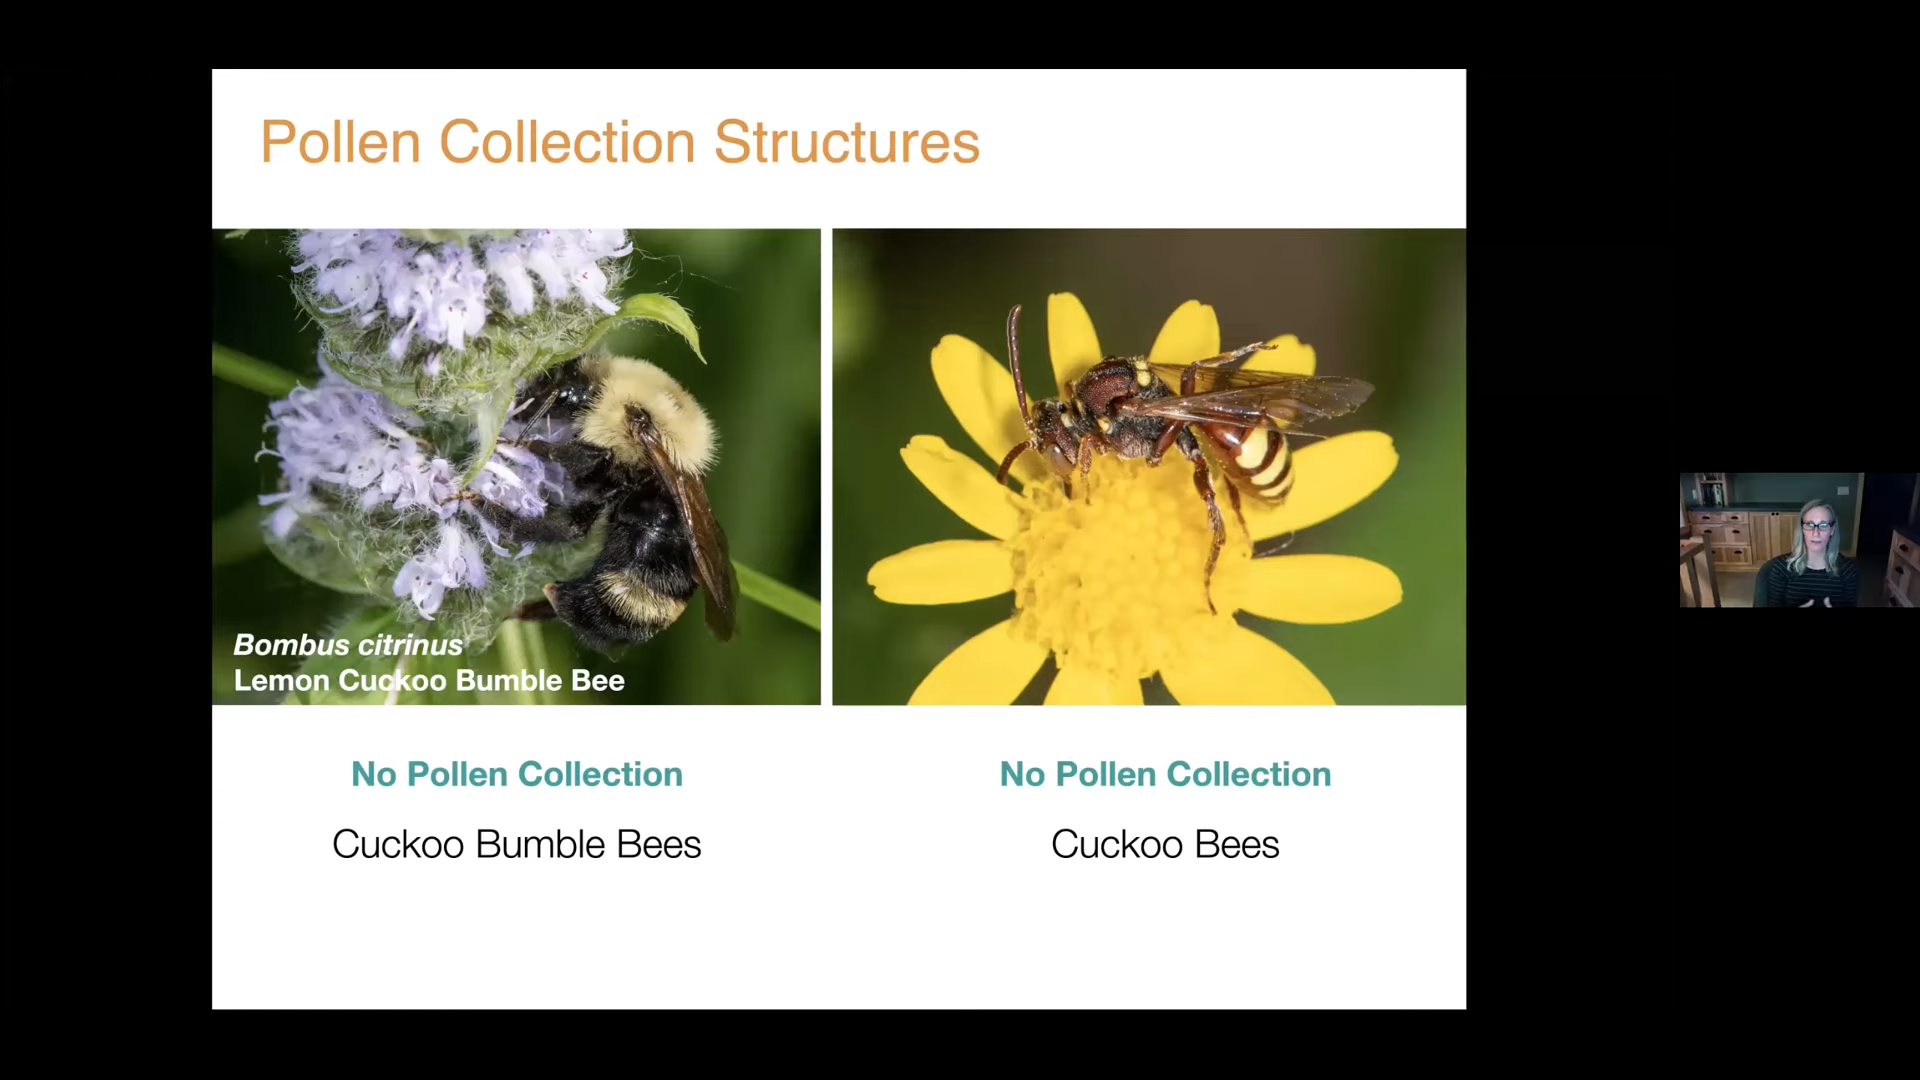 Pollen Collection Structures
Bombus citrinus
Lemon Cuckoo Bumble Bee
No Pollen Collection
Cuckoo Bumble Bees
No Pollen Collection
Cuckoo Bees